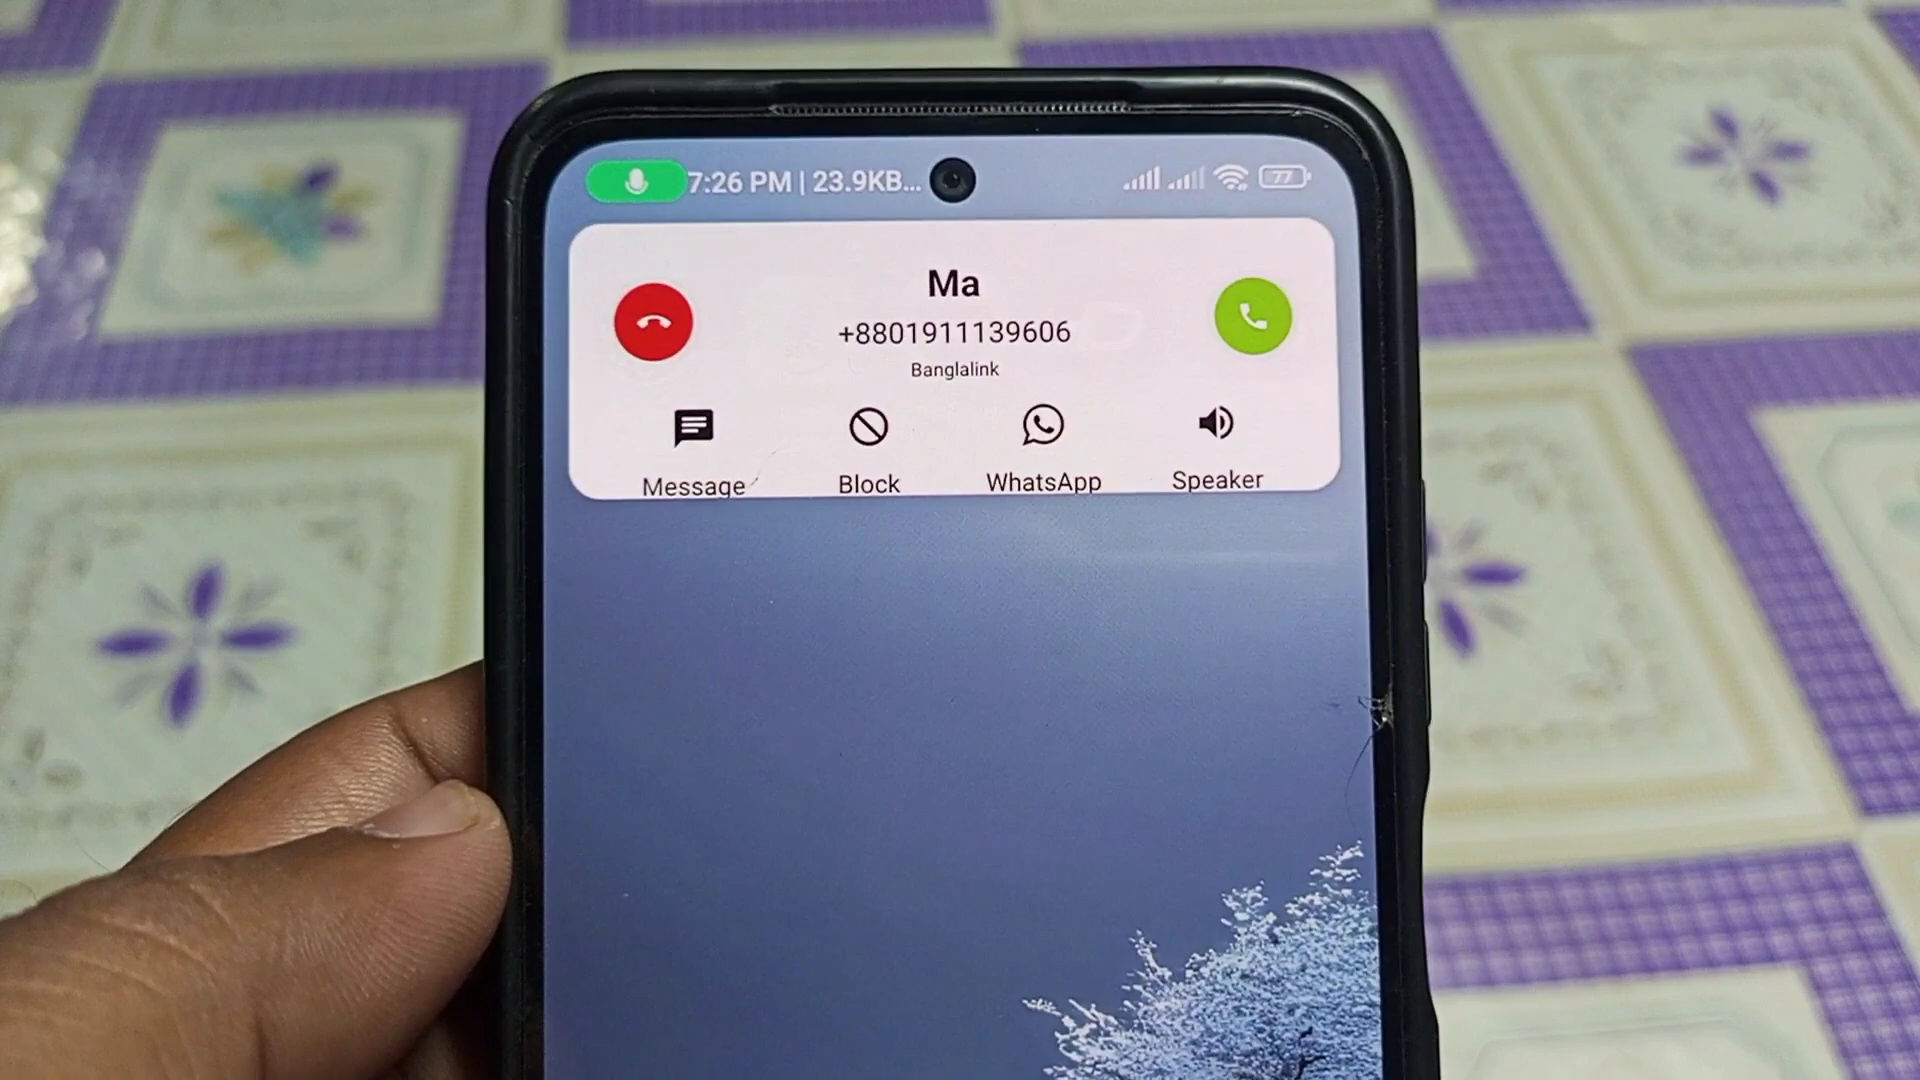 7:26 PM | 23.9KB...
77
Ma
+8801911139606
Banglalink
Message Block WhatsApp Speaker